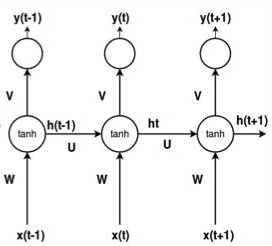 y(t-1) y(t) y(t+1)
V V V
h(t-1) ht h(t+1)
tanh tanh tanh
U U
W W W
x(t-1) x(t) x(t+1)